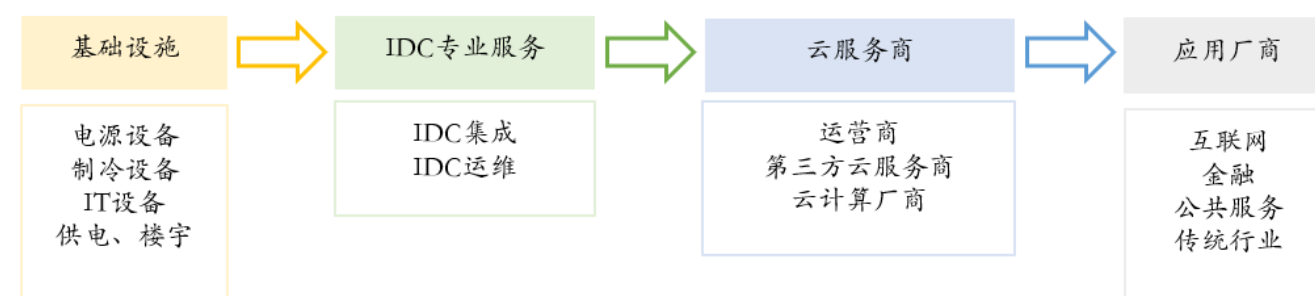 基础设施
IDC专业服务
云服务商
应用厂商
电源设备
制冷设备
IT设备
供电、楼宇
IDC集成
IDC运维
运营商
第三方云服务商
云计算厂商
互联网
金融
公共服务
传统行业